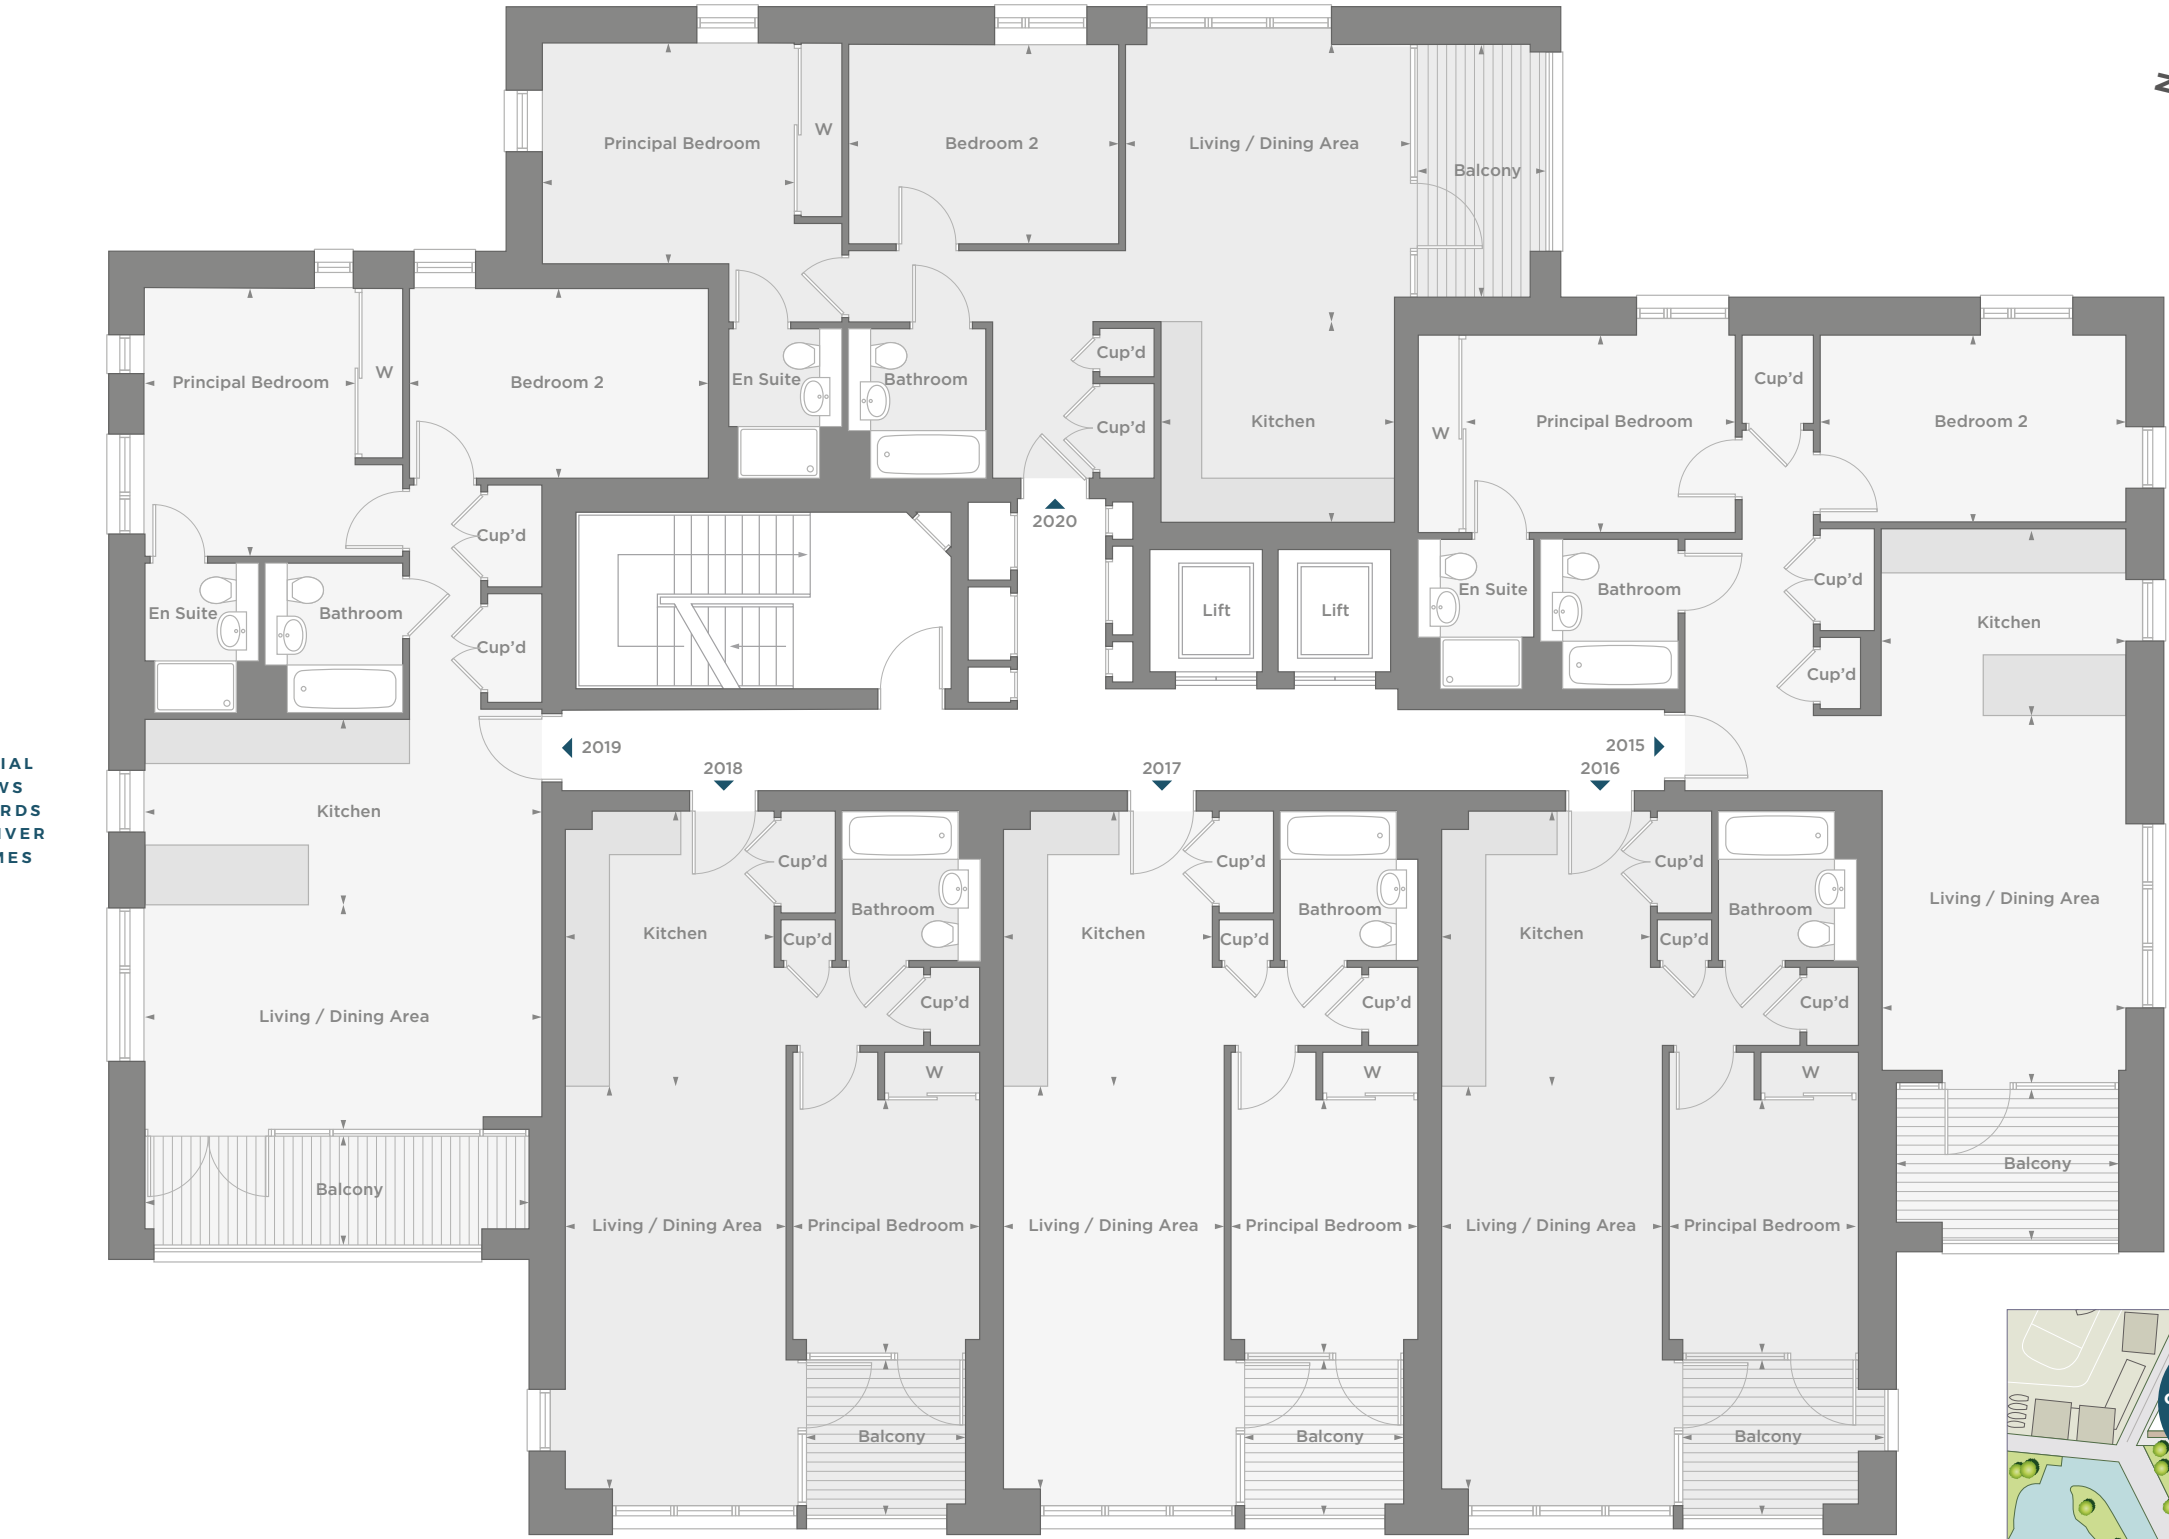 N
Principal Bedroom
W
Bedroom 2
Living / Dining Area
Balcony
En Suite
Bathroom
Cup'd
Cup'd
Kitchen
2020
Principal Bedroom
W
Bedroom 2
Cup'd
Cup'd
En Suite
Bathroom
Kitchen
Living / Dining Area
Balcony
2019
Lift
Lift
W
Principal Bedroom
Cup'd
Bedroom 2
En Suite
Bathroom
Cup'd
Cup'd
Kitchen
Living / Dining Area
Balcony
2015
2018
Cup'd
Bathroom
Kitchen
Cup'd
Cup'd
W
Living / Dining Area
Principal Bedroom
Balcony
2017
Cup'd
Bathroom
Kitchen
Cup'd
Cup'd
W
Living / Dining Area
Principal Bedroom
Balcony
2016
Cup'd
Bathroom
Kitchen
Cup'd
Cup'd
W
Living / Dining Area
Principal Bedroom
Balcony